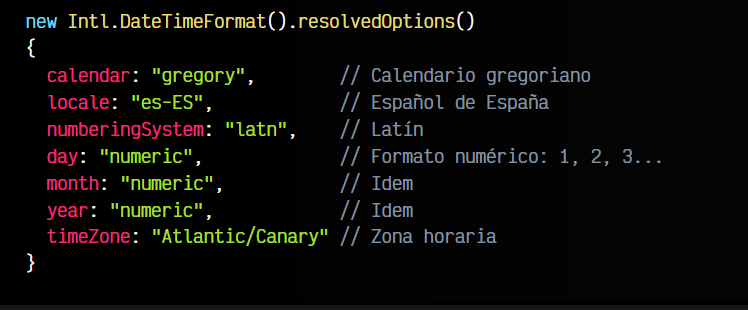 new Intl.DateTimeFormat().resolvedOptions()
{
  calendar: "gregory",        // Calendario gregoriano
  locale: "es-ES",            // Español de España
  numberingSystem: "latn",    // Latín
  day: "numeric",             // Formato numérico: 1, 2, 3...
  month: "numeric",           // Idem
  year: "numeric",            // Idem
  timeZone: "Atlantic/Canary" // Zona horaria
}